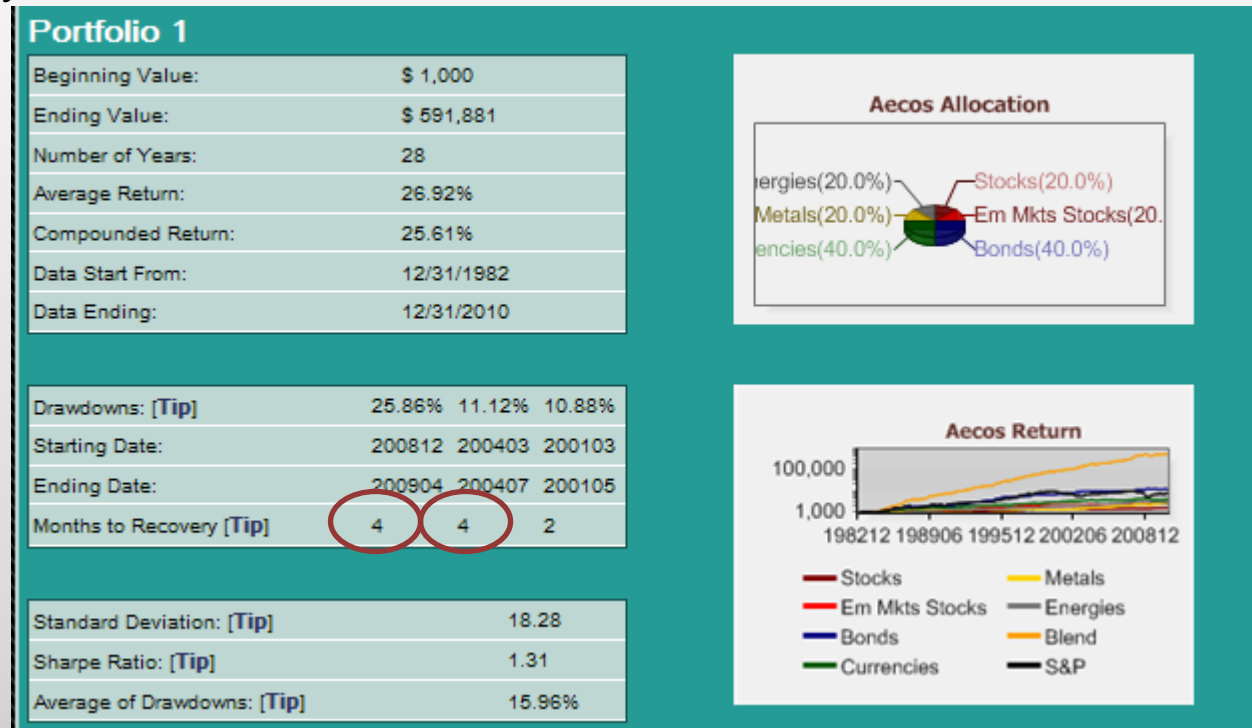 Portfolio 1
Beginning Value: $ 1,000
Ending Value: $ 591,881
Number of Years: 28
Average Return: 26.92%
Compounded Return: 25.61%
Data Start From: 12/31/1982
Data Ending: 12/31/2010
Aecos Allocation
ergies(20.0%) Stocks(20.0%)
Metals(20.0%) Em Mkts Stocks(20.
encies(40.0%) Bonds(40.0%)
Drawdowns: [Tip] 25.86% 11.12% 10.88%
Starting Date: 200812 200403 200103
Ending Date: 200904 200407 200105
Months to Recovery [Tip] 4 4 2
Aecos Return
100,000
1,000
198212 198906 199512 200206 200812
Stocks Metals
Em Mkts Stocks Energies
Bonds Blend
Currencies S&P
Standard Deviation: [Tip] 18.28
Sharpe Ratio: [Tip] 1.31
Average of Drawdowns: [Tip] 15.96%